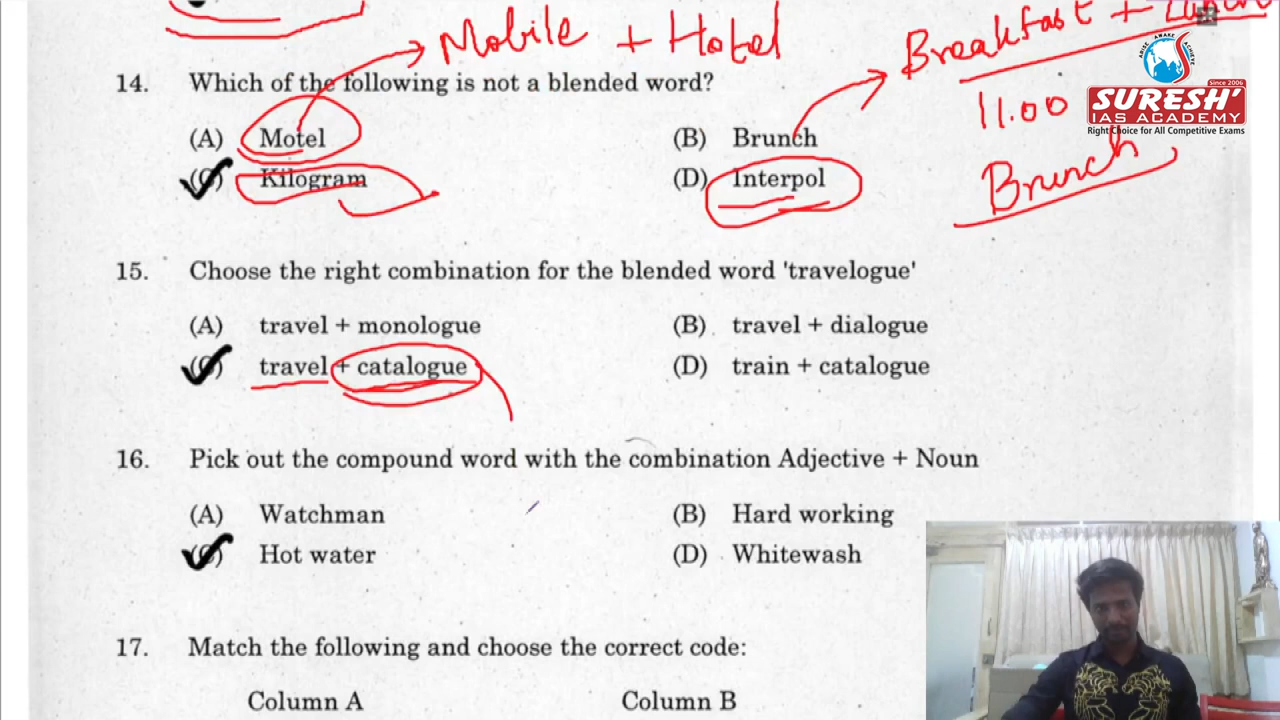 Mobile + Hotel
Breakfast + Lunch
14. Which of the following is not a blended word?
(A) Motel
(B) Brunch
(C) Kilogram
(D) Interpol
11.00
Brunch
ARISE AWAKE ACHIEVE
Since 2006
SURESH'
IAS ACADEMY
Right Choice for All Competitive Exams
15. Choose the right combination for the blended word 'travelogue'
(A) travel + monologue
(B) travel + dialogue
(C) travel + catalogue
(D) train + catalogue
16. Pick out the compound word with the combination Adjective + Noun
(A) Watchman
(B) Hard working
(C) Hot water
(D) Whitewash
17. Match the following and choose the correct code:
Column A
Column B